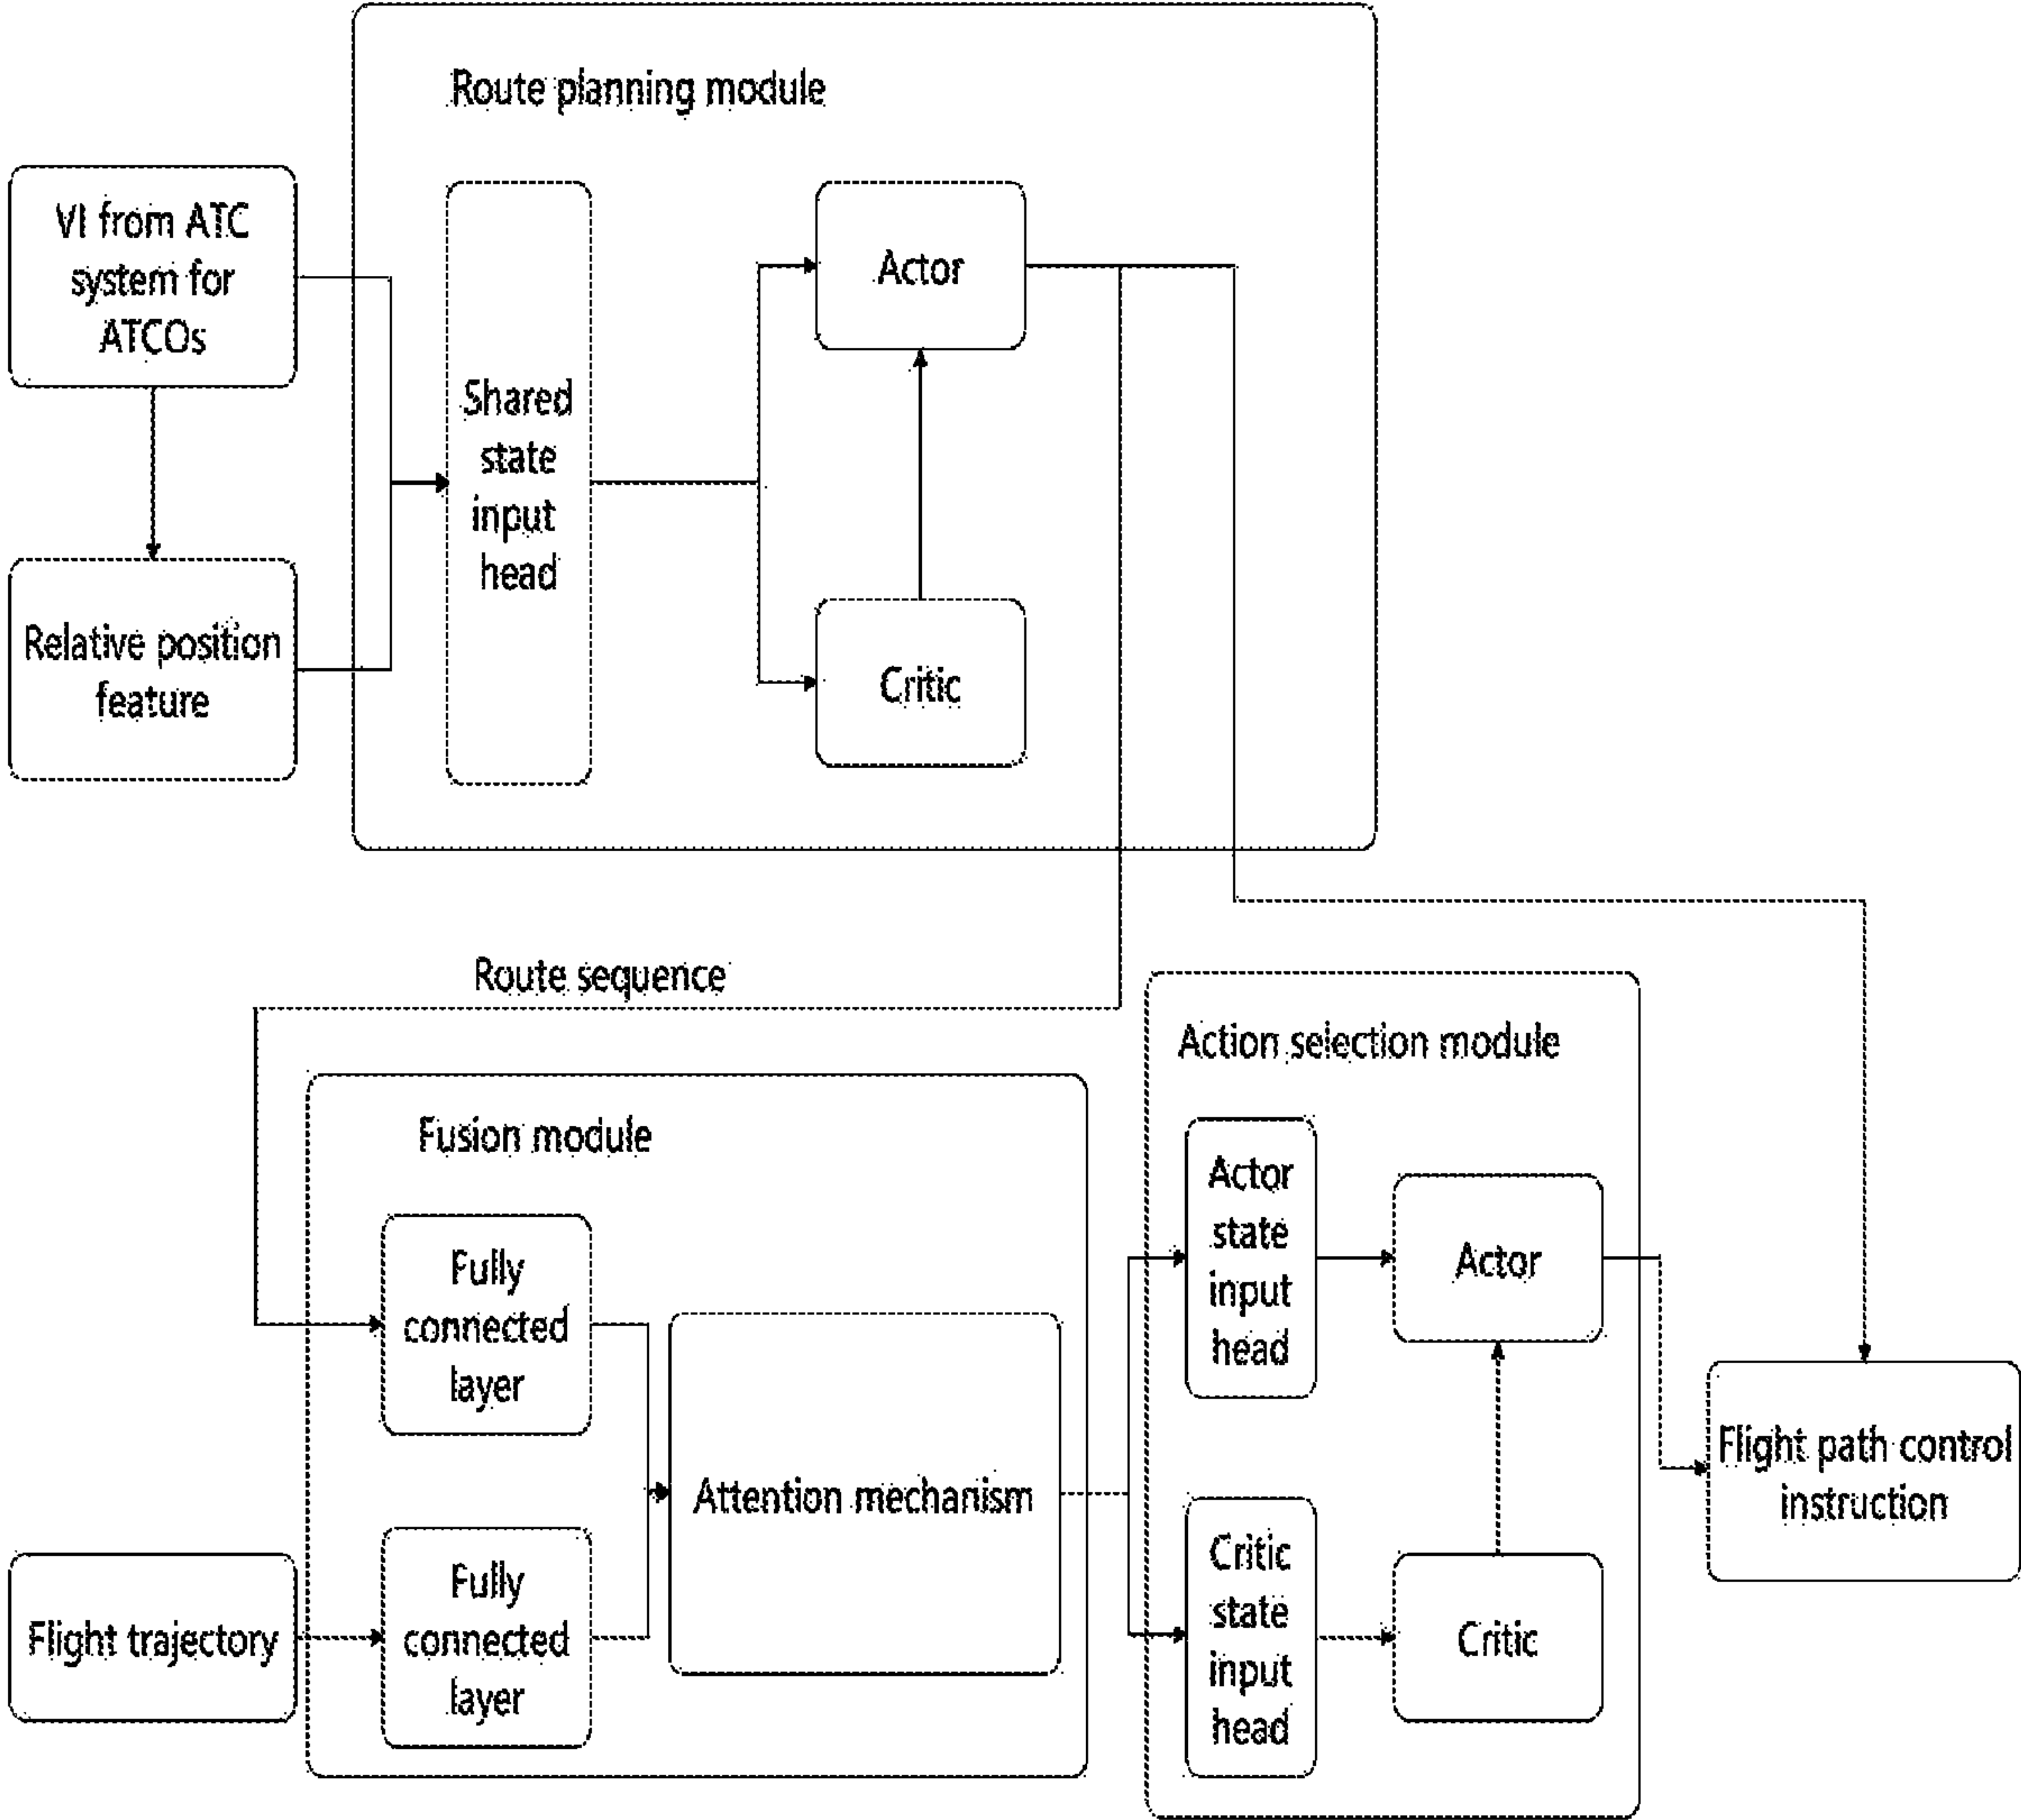 Route planning module
VI from ATC
system for
ATCOs
Relative position
feature
Shared
state
input
head
Actor
Critic
Route sequence
Fusion module
Fully
connected
layer
Flight trajectory
Fully
connected
layer
Attention mechanism
Action selection module
Actor
state
input
head
Actor
Critic
state
input
head
Critic
Flight path control
instruction